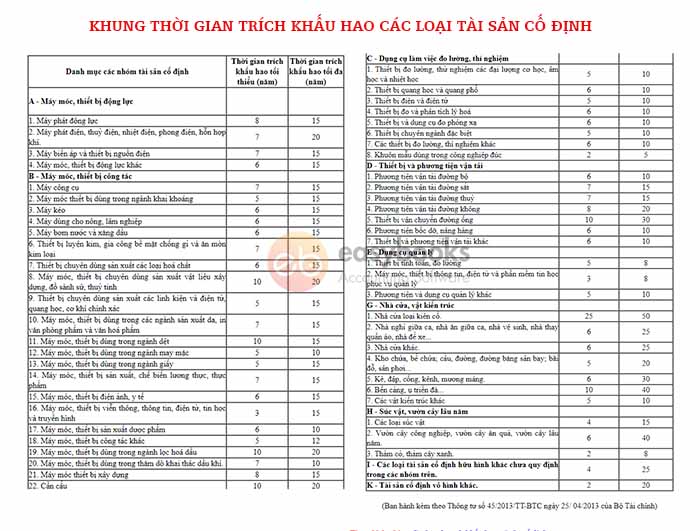 KHUNG THỜI GIAN TRÍCH KHẤU HAO CÁC LOẠI TÀI SẢN CỐ ĐỊNH
Danh mục các nhóm tài sản cố định
Thời gian trích
khấu hao tối
thiểu (năm)
Thời gian trích
khấu hao tối đa
(năm)
A - Máy móc, thiết bị động lực
1. Máy phát động lực 8 15
2. Máy phát điện, thuỷ điện, nhiệt điện, phong điện, hỗn hợp
khí. 7 20
3. Máy biến áp và thiết bị nguồn điện 7 15
4. Máy móc, thiết bị động lực khác 6 15
B - Máy móc, thiết bị công tác
1. Máy công cụ 7 15
2. Máy móc thiết bị dùng trong ngành khai khoáng 5 15
3. Máy kéo 6 15
4. Máy dùng cho nông, lâm nghiệp 6 15
5. Máy bơm nước và xăng dầu 6 15
6. Thiết bị luyện kim, gia công bề mặt chống gỉ và ăn mòn
kim loại 7 15
7. Thiết bị chuyên dùng sản xuất các loại hoá chất 6 15
8. Máy móc, thiết bị chuyên dùng sản xuất vật liệu xây
dựng, đồ sành sứ, thuỷ tinh 10 20
9. Thiết bị chuyên dùng sản xuất các linh kiện và điện tử,
quang học, cơ khí chính xác 5 15
10. Máy móc, thiết bị dùng trong các ngành sản xuất da, in
văn phòng phẩm và văn hoá phẩm 7 15
11. Máy móc, thiết bị dùng trong ngành dệt 10 15
12. Máy móc, thiết bị dùng trong ngành may mặc 5 10
13. Máy móc, thiết bị dùng trong ngành giấy 5 15
14. Máy móc, thiết bị sản xuất, chế biến lương thực, thực
phẩm 7 15
15. Máy móc, thiết bị điện ảnh, y tế 6 15
16. Máy móc, thiết bị viễn thông, thông tin, điện tử, tin học
và truyền hình 3 15
17. Máy móc, thiết bị sản xuất dược phẩm 6 10
18. Máy móc, thiết bị công tác khác 5 12
19. Máy móc, thiết bị dùng trong ngành lọc hoá dầu 10 20
20. Máy móc, thiết bị dùng trong thăm dò khai thác dầu khí. 7 10
21. Máy móc thiết bị xây dựng 8 15
22. Cần cẩu 10 20
C - Dụng cụ làm việc đo lường, thí nghiệm
1. Thiết bị đo lường, thử nghiệm các đại lượng cơ học, âm
học và nhiệt học 5 10
2. Thiết bị quang học và quang phổ 6 10
3. Thiết bị điện và điện tử 5 10
4. Thiết bị đo và phân tích lý hoá 6 10
5. Thiết bị và dụng cụ đo phóng xạ 6 10
6. Thiết bị chuyên ngành đặc biệt 5 10
7. Các thiết bị đo lường, thí nghiệm khác 6 10
8. Khuôn mẫu dùng trong công nghiệp đúc 2 5
D - Thiết bị và phương tiện vận tải
1. Phương tiện vận tải đường bộ 6 10
2. Phương tiện vận tải đường sắt 7 15
3. Phương tiện vận tải đường thuỷ 7 15
4. Phương tiện vận tải đường không 8 20
5. Thiết bị vận chuyển đường ống 10 30
6. Phương tiện bốc dỡ, nâng hàng 6 10
7. Thiết bị và phương tiện vận tải khác 6 10
E - Dụng cụ quản lý
1. Thiết bị tính toán, đo lường 5 8
2. Máy móc, thiết bị thông tin, điện tử và phần mềm tin học
phục vụ quản lý 3 8
3. Phương tiện và dụng cụ quản lý khác 5 10
G - Nhà cửa, vật kiến trúc
1. Nhà cửa loại kiên cố. 25 50
2. Nhà nghỉ giữa ca, nhà ăn giữa ca, nhà vệ sinh, nhà thay
quần áo, nhà để xe... 6 25
3. Nhà cửa khác. 6 25
4. Kho chứa, bể chứa; cầu, đường, đường băng sân bay; bãi
đỗ, sân phơi... 5 20
5. Kè, đập, cống, kênh, mương máng. 6 30
6. Bến cảng, ụ triền đà... 10 40
7. Các vật kiến trúc khác 5 10
H - Súc vật, vườn cây lâu năm
1. Các loại súc vật 4 15
2. Vườn cây công nghiệp, vườn cây ăn quả, vườn cây lâu
năm. 6 40
3. Thảm cỏ, thảm cây xanh. 2 8
I - Các loại tài sản cố định hữu hình khác chưa quy định
trong các nhóm trên. 4 25
K - Tài sản cố định vô hình khác. 2 20
(Ban hành kèm theo Thông tư số 45/2013/TT-BTC ngày 25/ 04/2013 của Bộ Tài chính)
easybooks